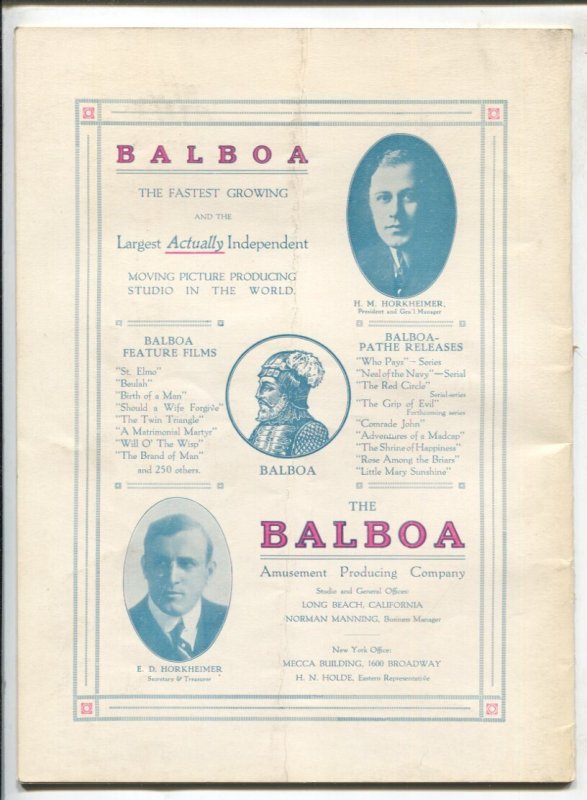 BALBOA
THE FASTEST GROWING
AND THE
Largest Actually Independent
MOVING PICTURE PRODUCING
STUDIO IN THE WORLD.
H. M. HORKHEIMER,
President and Gen'l Manager
BALBOA
FEATURE FILMS
"St. Elmo"
"Beulah"
"Birth of a Man"
"Should a Wife Forgive"
"The Twin Triangle"
"A Matrimonial Martyr"
"Will O' The Wisp"
"The Brand of Man"
and 250 others.
BALBOA
BALBOA-
PATHE RELEASES
"Who Pays" - Series
"Neal of the Navy"—Serial
"The Red Circle"
Serial-series
"The Grip of Evil"
Forthcoming series
"Comrade John"
"Adventures of a Madcap"
"The Shrine of Happiness"
"Rose Among the Briars"
"Little Mary Sunshine"
E. D. HORKHEIMER
Secretary & Treasurer
THE
BALBOA
Amusement Producing Company
Studio and General Offices:
LONG BEACH, CALIFORNIA
NORMAN MANNING, Business Manager
New York Office:
MECCA BUILDING, 1600 BROADWAY
H. N. HOLDE, Eastern Representative